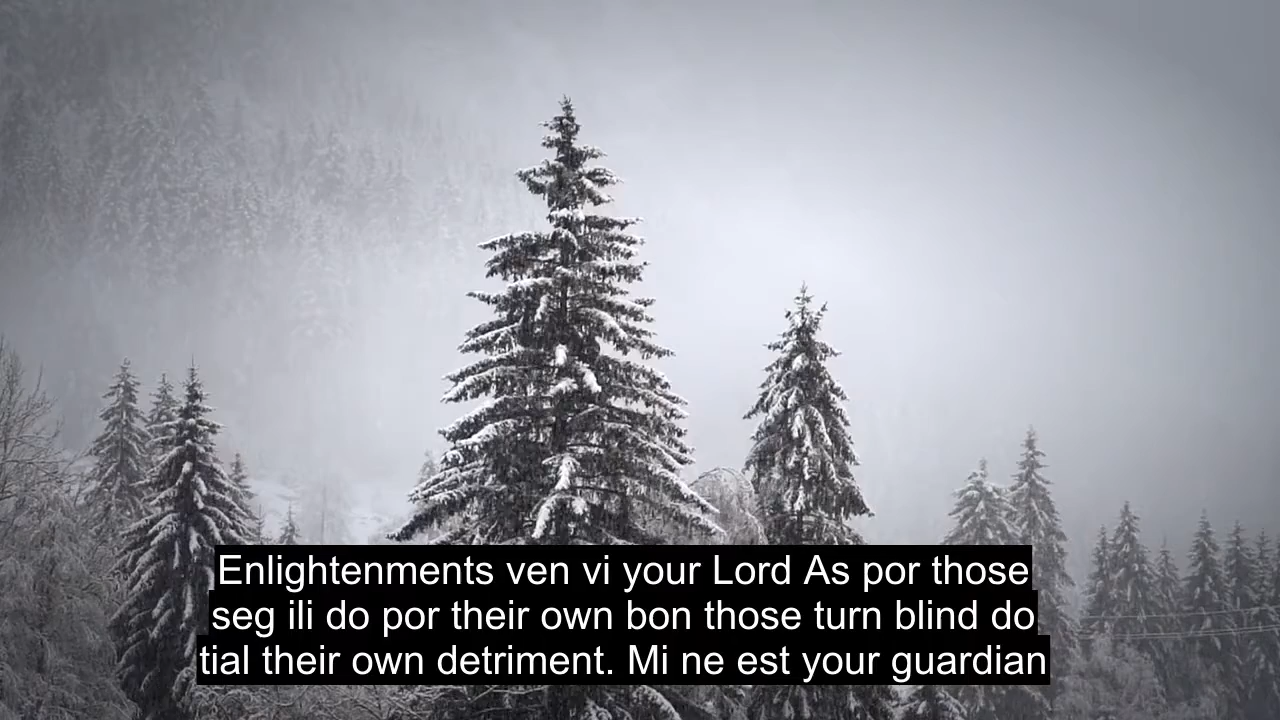 Enlightenments ven vi your Lord As por those
seg ili do por their own bon those turn blind do
tial their own detriment. Mi ne est your guardian